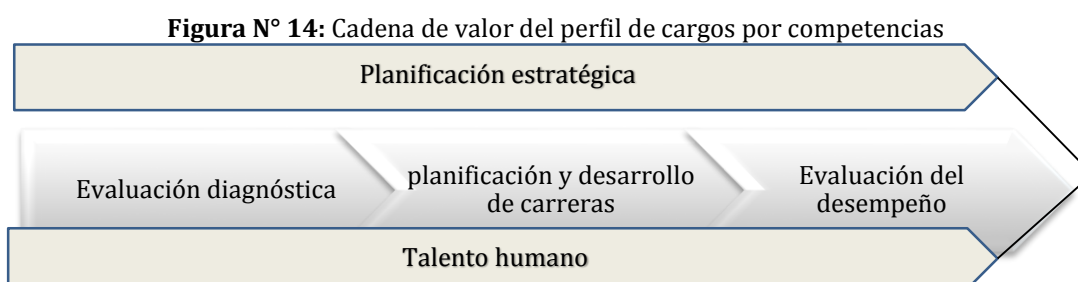 Figura N° 14: Cadena de valor del perfil de cargos por competencias
Planificación estratégica
Evaluación diagnóstica
planificación y desarrollo
de carreras
Evaluación del
desempeño
Talento humano